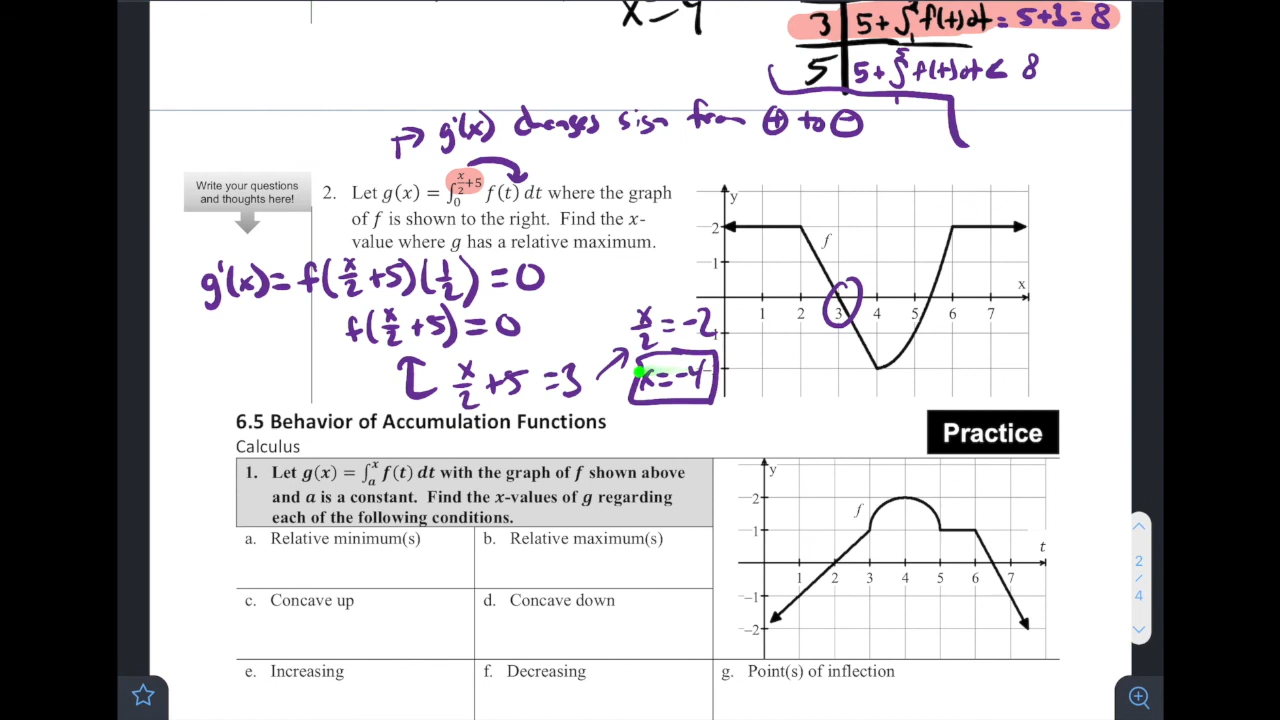 x = 4
3 | 5+∫f(t)dt = 5+3 = 8
5 | 5+∫₁⁵ f(t)dt < 8
↱ g'(x) changes sign from ⊕ to ⊖
Write your questions
and thoughts here!
2. Let g(x) = ∫₀^(x/2+5) f(t) dt where the graph
of f is shown to the right. Find the x-
value where g has a relative maximum.
g'(x) = f(x/2 +5)(1/2) = 0
f(x/2 +5) = 0
x/2 +5 = 3
x/2 = -2
x = -4
y
2
1
f
x
1 2 3 4 5 6 7
6.5 Behavior of Accumulation Functions
Calculus
Practice
1. Let g(x) = ∫ₐˣ f(t) dt with the graph of f shown above
and a is a constant. Find the x-values of g regarding
each of the following conditions.
a. Relative minimum(s)
b. Relative maximum(s)
c. Concave up
d. Concave down
e. Increasing
f. Decreasing
g. Point(s) of inflection
y
2
f
1
t
1 2 3 4 5 6 7
−1
−2
2
/
4